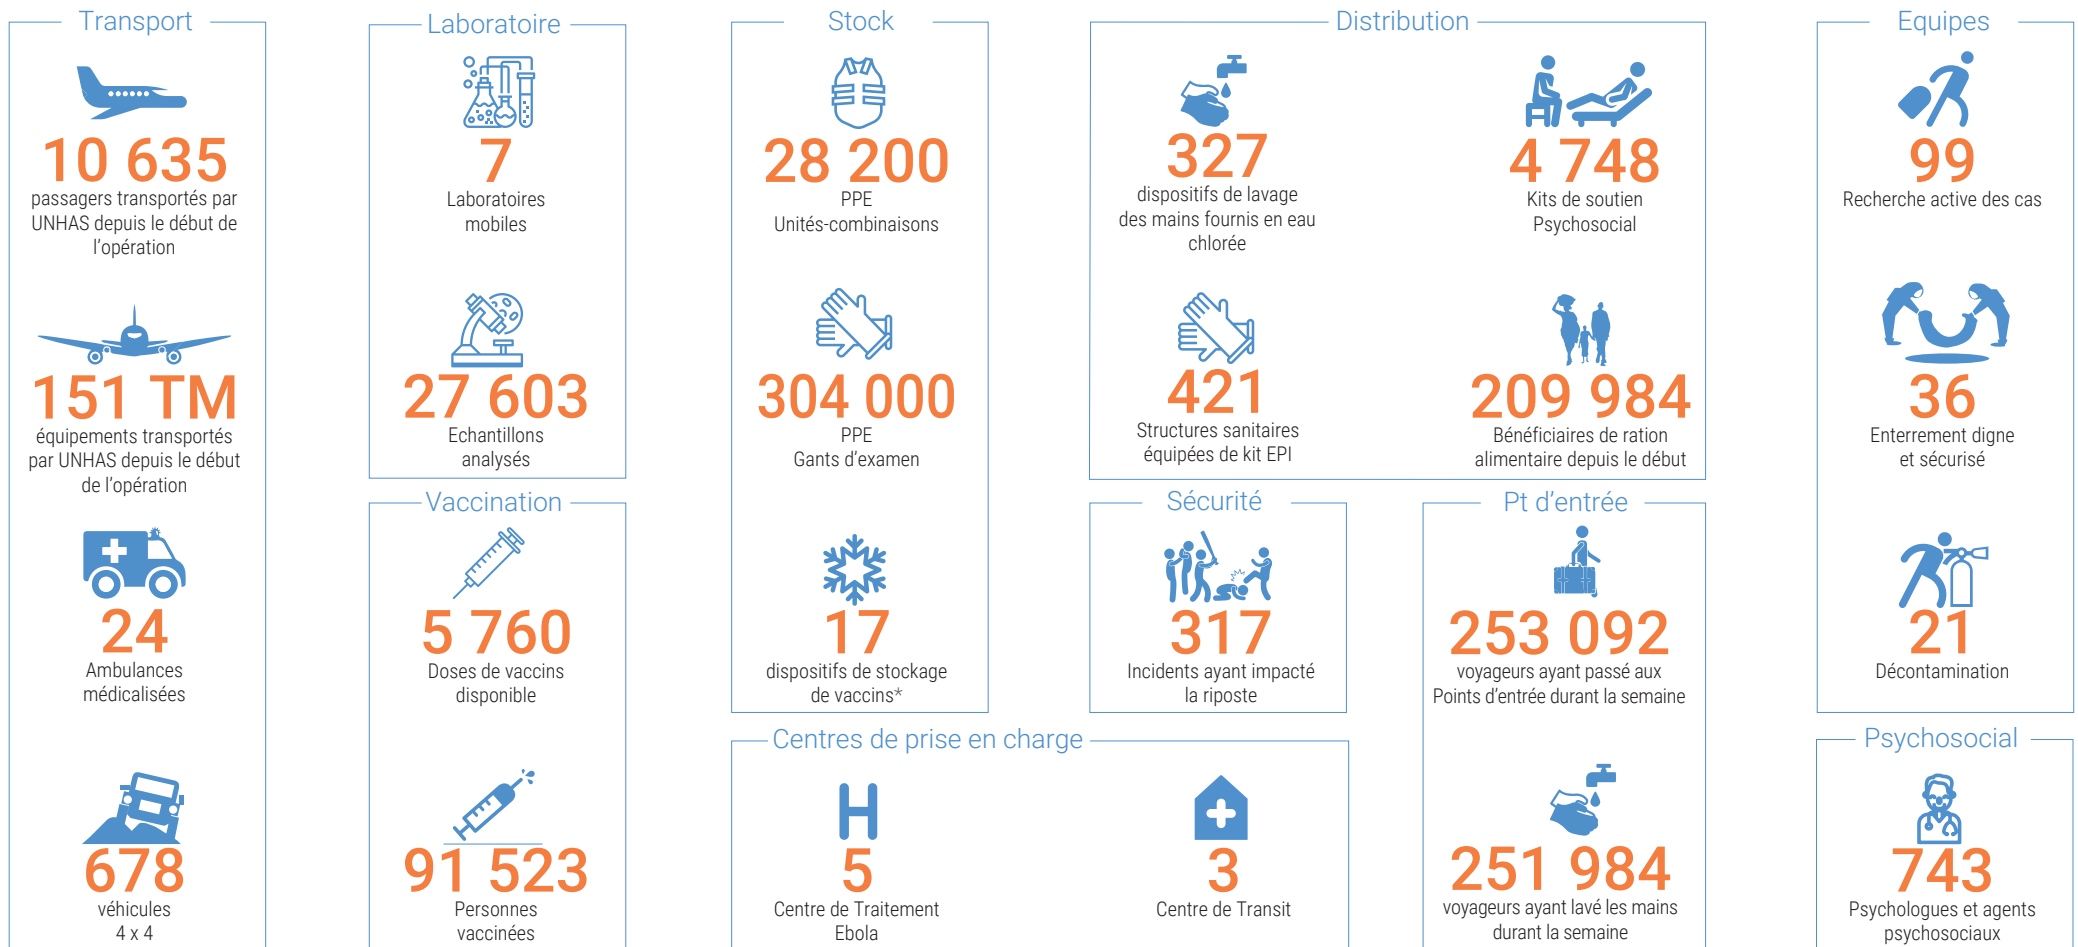 Transport
10 635
passagers transportés par
UNHAS depuis le début de
l'opération
151 TM
équipements transportés
par UNHAS depuis le début
de l'opération
24
Ambulances
médicalisées
678
véhicules
4 x 4
Laboratoire
7
Laboratoires
mobiles
27 603
Echantillons
analysés
Vaccination
5 760
Doses de vaccins
disponible
91 523
Personnes
vaccinées
Stock
28 200
PPE
Unités-combinaisons
304 000
PPE
Gants d'examen
17
dispositifs de stockage
de vaccins*
Distribution
327
dispositifs de lavage
des mains fournis en eau
chlorée
4 748
Kits de soutien
Psychosocial
421
Structures sanitaires
équipées de kit EPI
209 984
Bénéficiaires de ration
alimentaire depuis le début
Sécurité
317
Incidents ayant impacté
la riposte
Pt d'entrée
253 092
voyageurs ayant passé aux
Points d'entrée durant la semaine
251 984
voyageurs ayant lavé les mains
durant la semaine
Centres de prise en charge
H
5
Centre de Traitement
Ebola
3
Centre de Transit
Equipes
99
Recherche active des cas
36
Enterrement digne
et sécurisé
21
Décontamination
Psychosocial
743
Psychologues et agents
psychosociaux